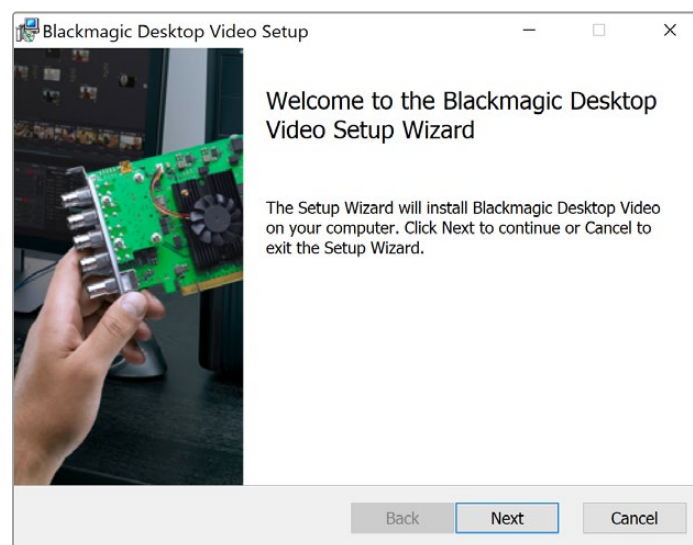 Blackmagic Desktop Video Setup
Welcome to the Blackmagic Desktop
Video Setup Wizard
The Setup Wizard will install Blackmagic Desktop Video
on your computer. Click Next to continue or Cancel to
exit the Setup Wizard.
Back Next Cancel